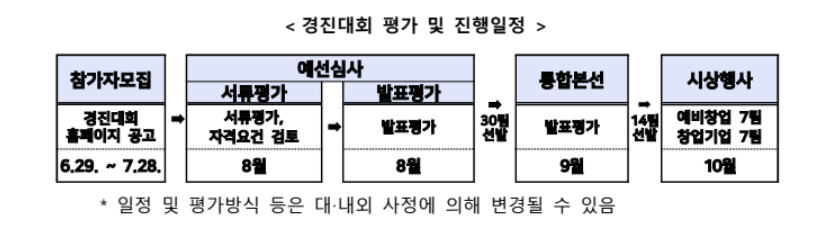 < 경진대회 평가 및 진행일정 >
참가자모집
예선심사
통합본선
시상행사
서류평가
발표평가
경진대회
홈페이지 공고
➡
서류평가,
자격요건 검토
➡
발표평가
➡
30팀
선발
발표평가
➡
14팀
선발
예비창업 7팀
창업기업 7팀
6.29. ~ 7.28.
8월
8월
9월
10월
* 일정 및 평가방식 등은 대·내외 사정에 의해 변경될 수 있음